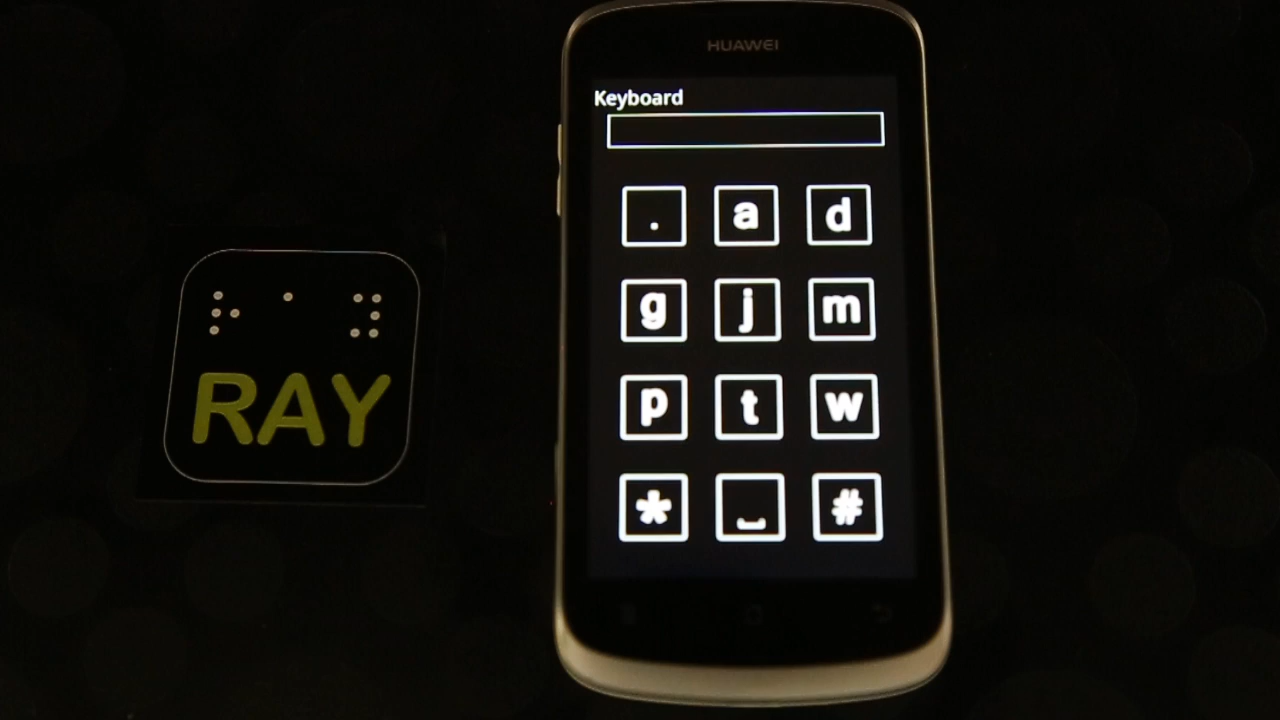 ⠗ ⠁ ⠽
RAY
HUAWEI
Keyboard
. a d
g j m
p t w
* ⎵ #